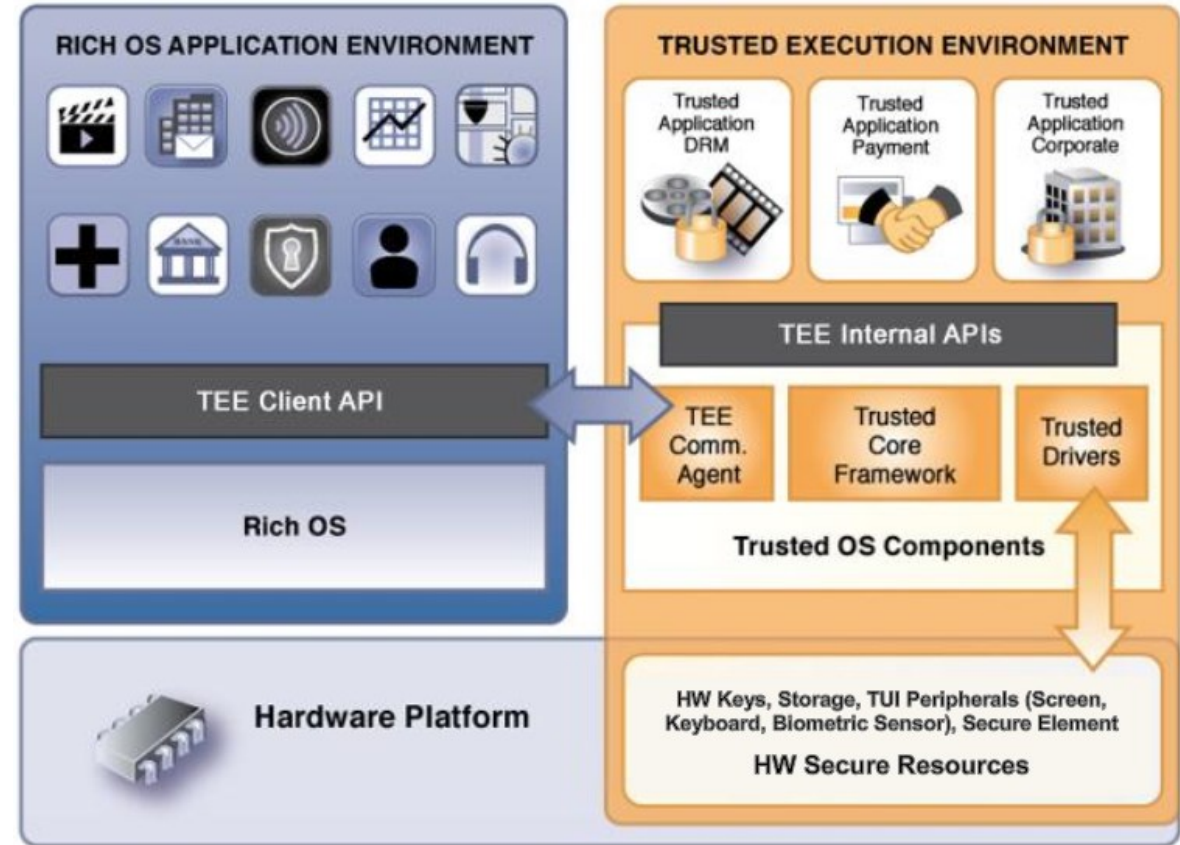 RICH OS APPLICATION ENVIRONMENT
BANK
TEE Client API
Rich OS
TRUSTED EXECUTION ENVIRONMENT
Trusted
Application
DRM
Trusted
Application
Payment
Trusted
Application
Corporate
TEE Internal APIs
TEE
Comm.
Agent
Trusted
Core
Framework
Trusted
Drivers
Trusted OS Components
Hardware Platform
HW Keys, Storage, TUI Peripherals (Screen,
Keyboard, Biometric Sensor), Secure Element
HW Secure Resources